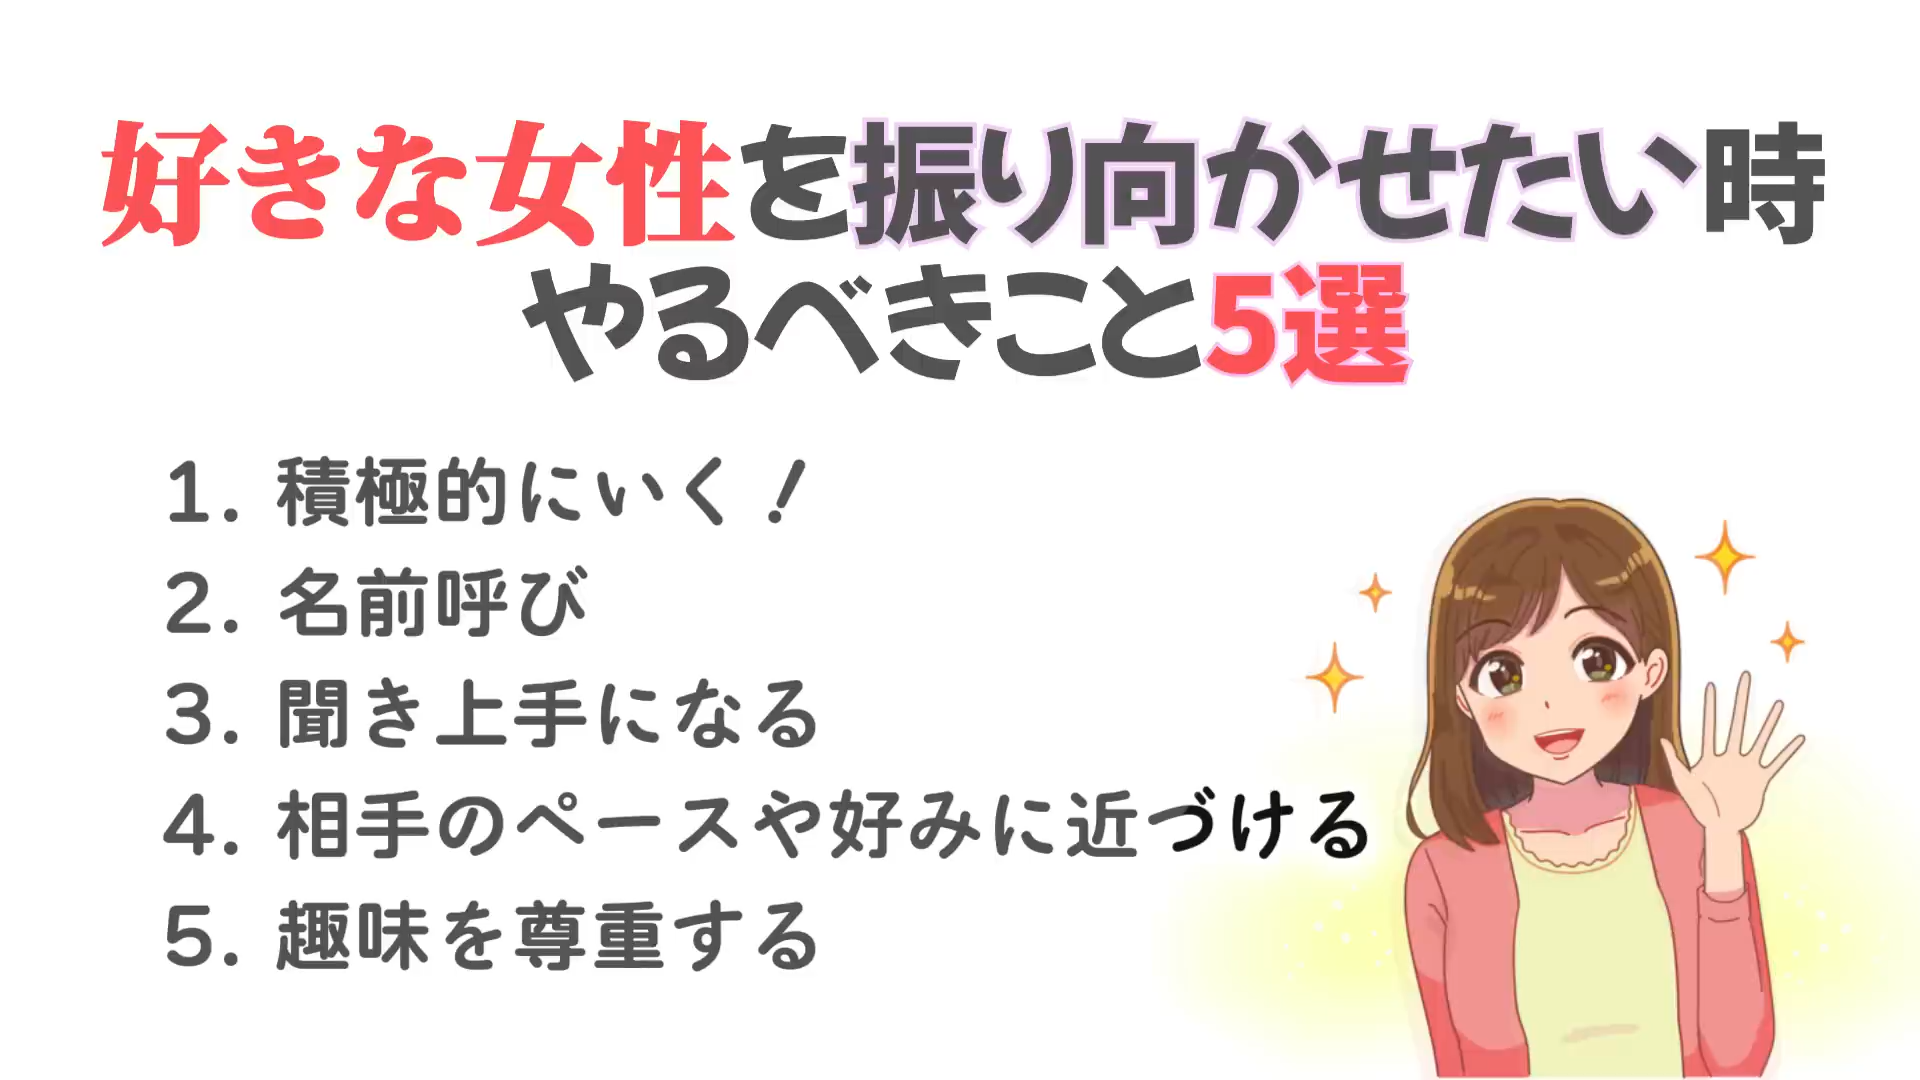 好きな女性を振り向かせたい時
やるべきこと5選
1. 積極的にいく！
2. 名前呼び
3. 聞き上手になる
4. 相手のペースや好みに近づける
5. 趣味を尊重する